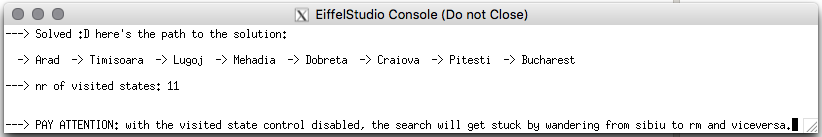 EiffelStudio Console (Do not Close)
---> Solved :D here's the path to the solution:
-> Arad -> Timisoara -> Lugoj -> Mehadia -> Dobreta -> Craiova -> Pitesti -> Bucharest
---> nr of visited states: 11
---> PAY ATTENTION: with the visited state control disabled, the search will get stuck by wandering from sibiu to rm and viceversa.